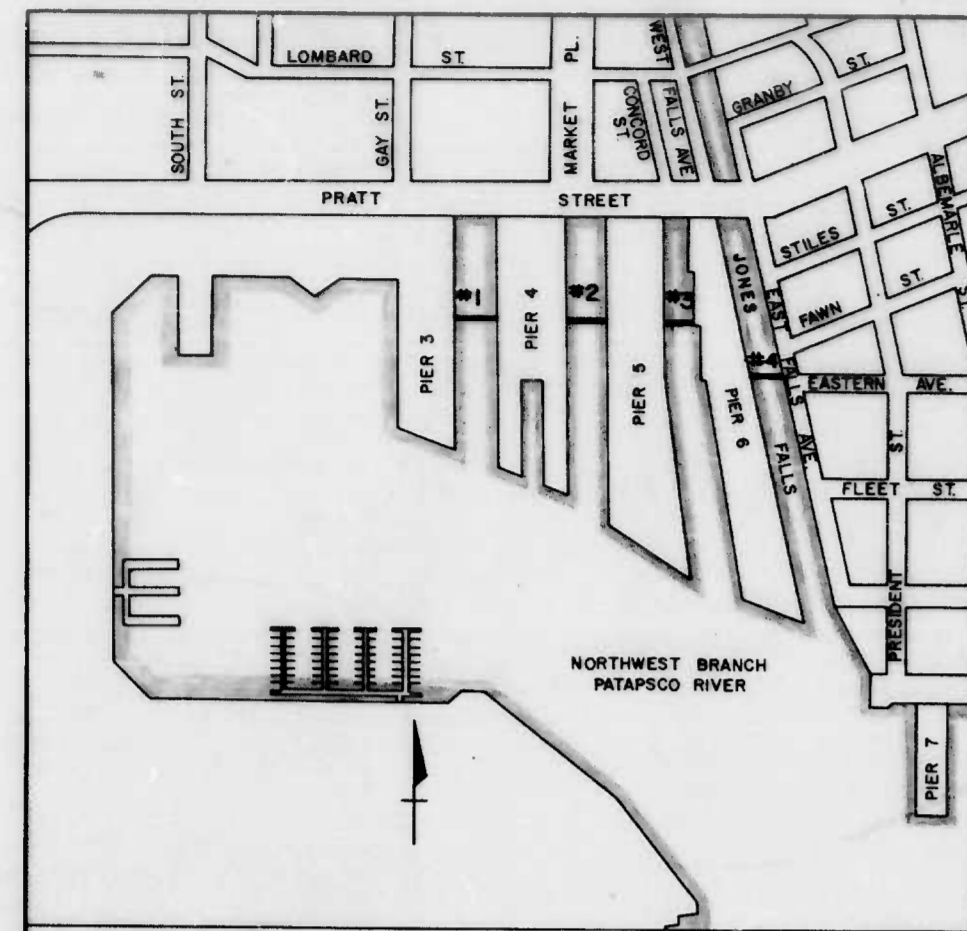 LOMBARD ST.
SOUTH ST.
GAY ST.
MARKET PL.
CONCORD ST
WEST FALLS AVE
GRANBY ST.
PRATT STREET
ALBEMARLE ST.
STILES ST.
FAWN ST.
JONES FALLS
EAST FALLS AVE.
#1
#2
#3
#4
PIER 3
PIER 4
PIER 5
PIER 6
EASTERN AVE.
FLEET ST.
PRESIDENT ST.
NORTHWEST BRANCH
PATAPSCO RIVER
PIER 7